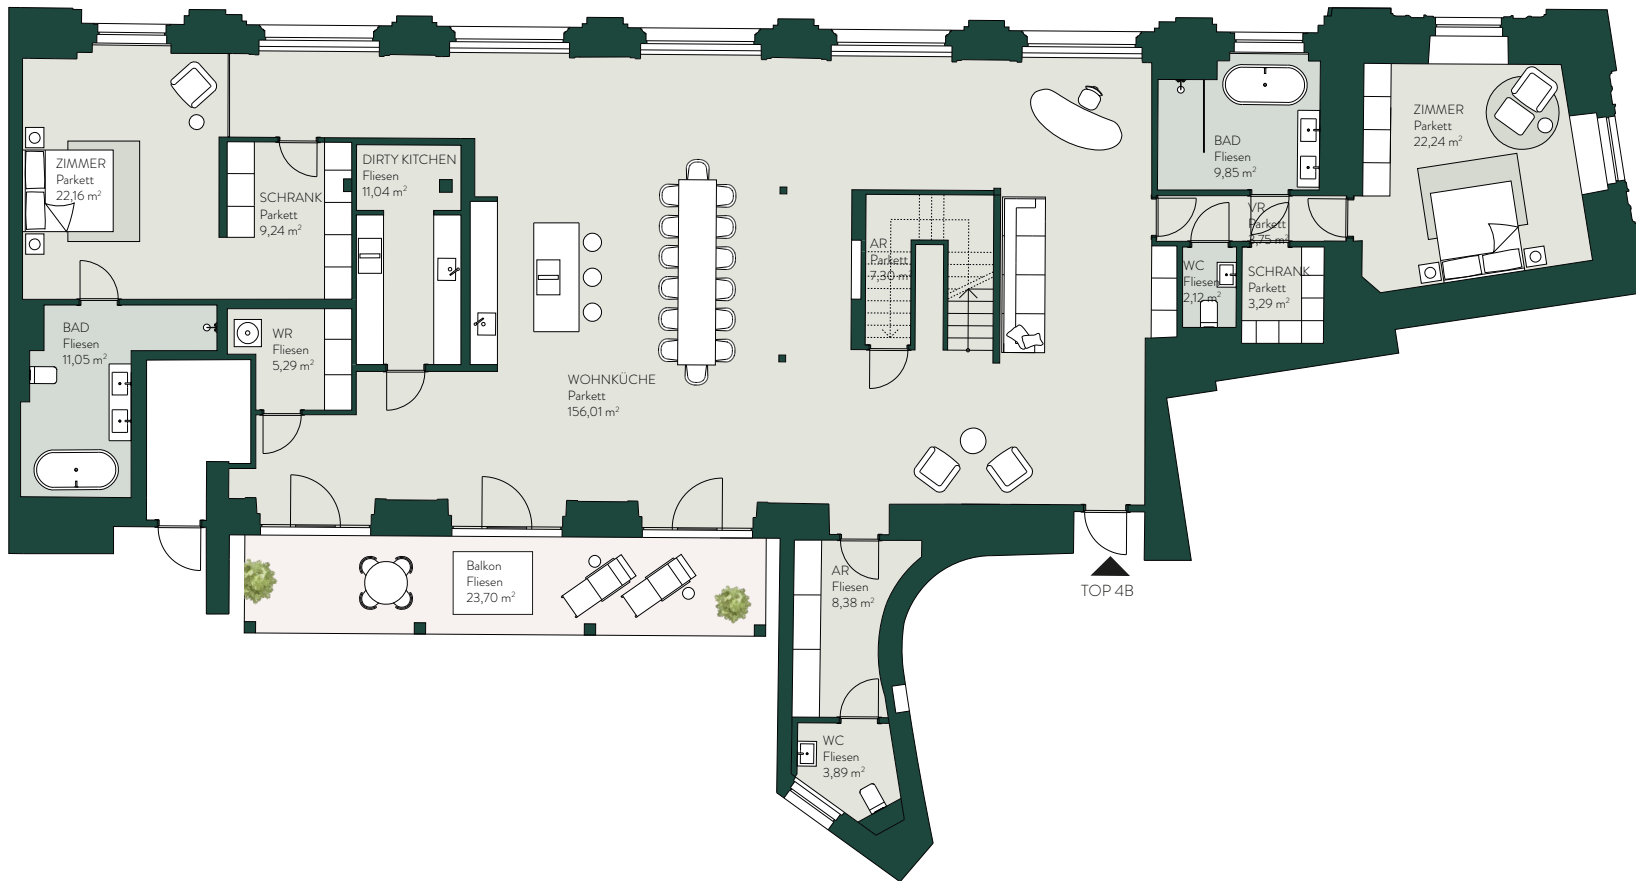 ZIMMER
Parkett
22,16 m²
SCHRANK
Parkett
9,24 m²
DIRTY KITCHEN
Fliesen
11,04 m²
BAD
Fliesen
11,05 m²
WR
Fliesen
5,29 m²
WOHNKÜCHE
Parkett
156,01 m²
AR
Parkett
7,30 m²
BAD
Fliesen
9,85 m²
VR
Parkett
3,75 m²
WC
Fliesen
2,12 m²
SCHRANK
Parkett
3,29 m²
ZIMMER
Parkett
22,24 m²
Balkon
Fliesen
23,70 m²
AR
Fliesen
8,38 m²
WC
Fliesen
3,89 m²
TOP 4B